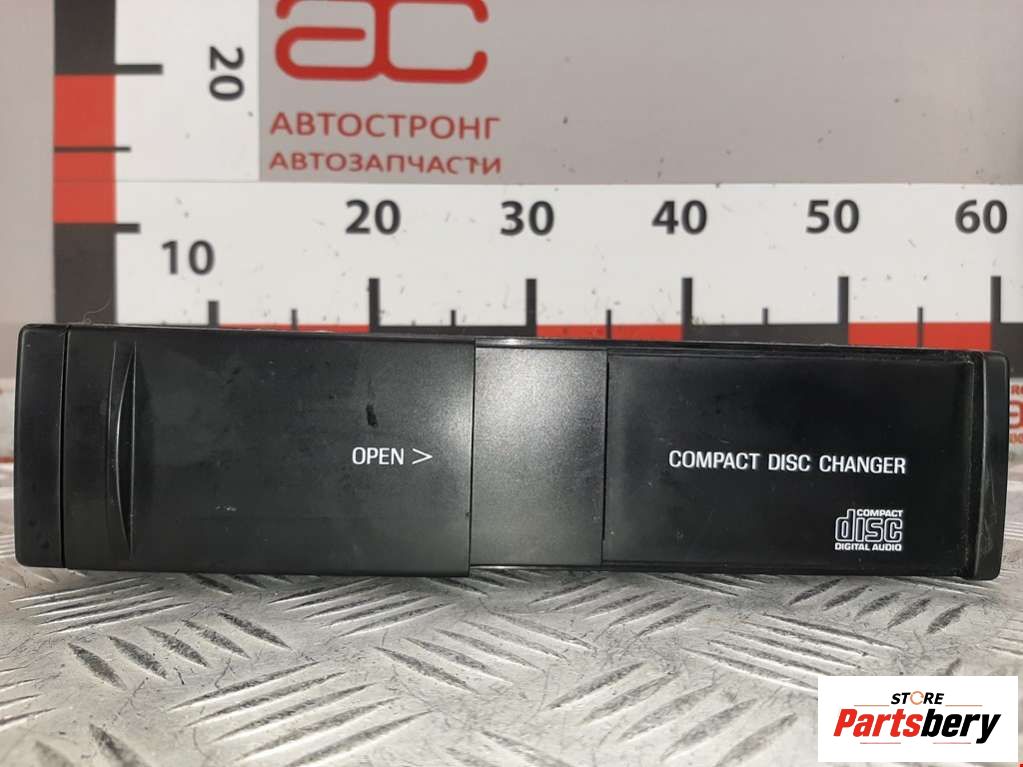 20
ac
АВТОСТРОНГ
АВТОЗАПЧАСТИ
10 20 30 40 50 60
OPEN >
COMPACT DISC CHANGER
COMPACT
disc
DIGITAL AUDIO
STORE
Partsbery